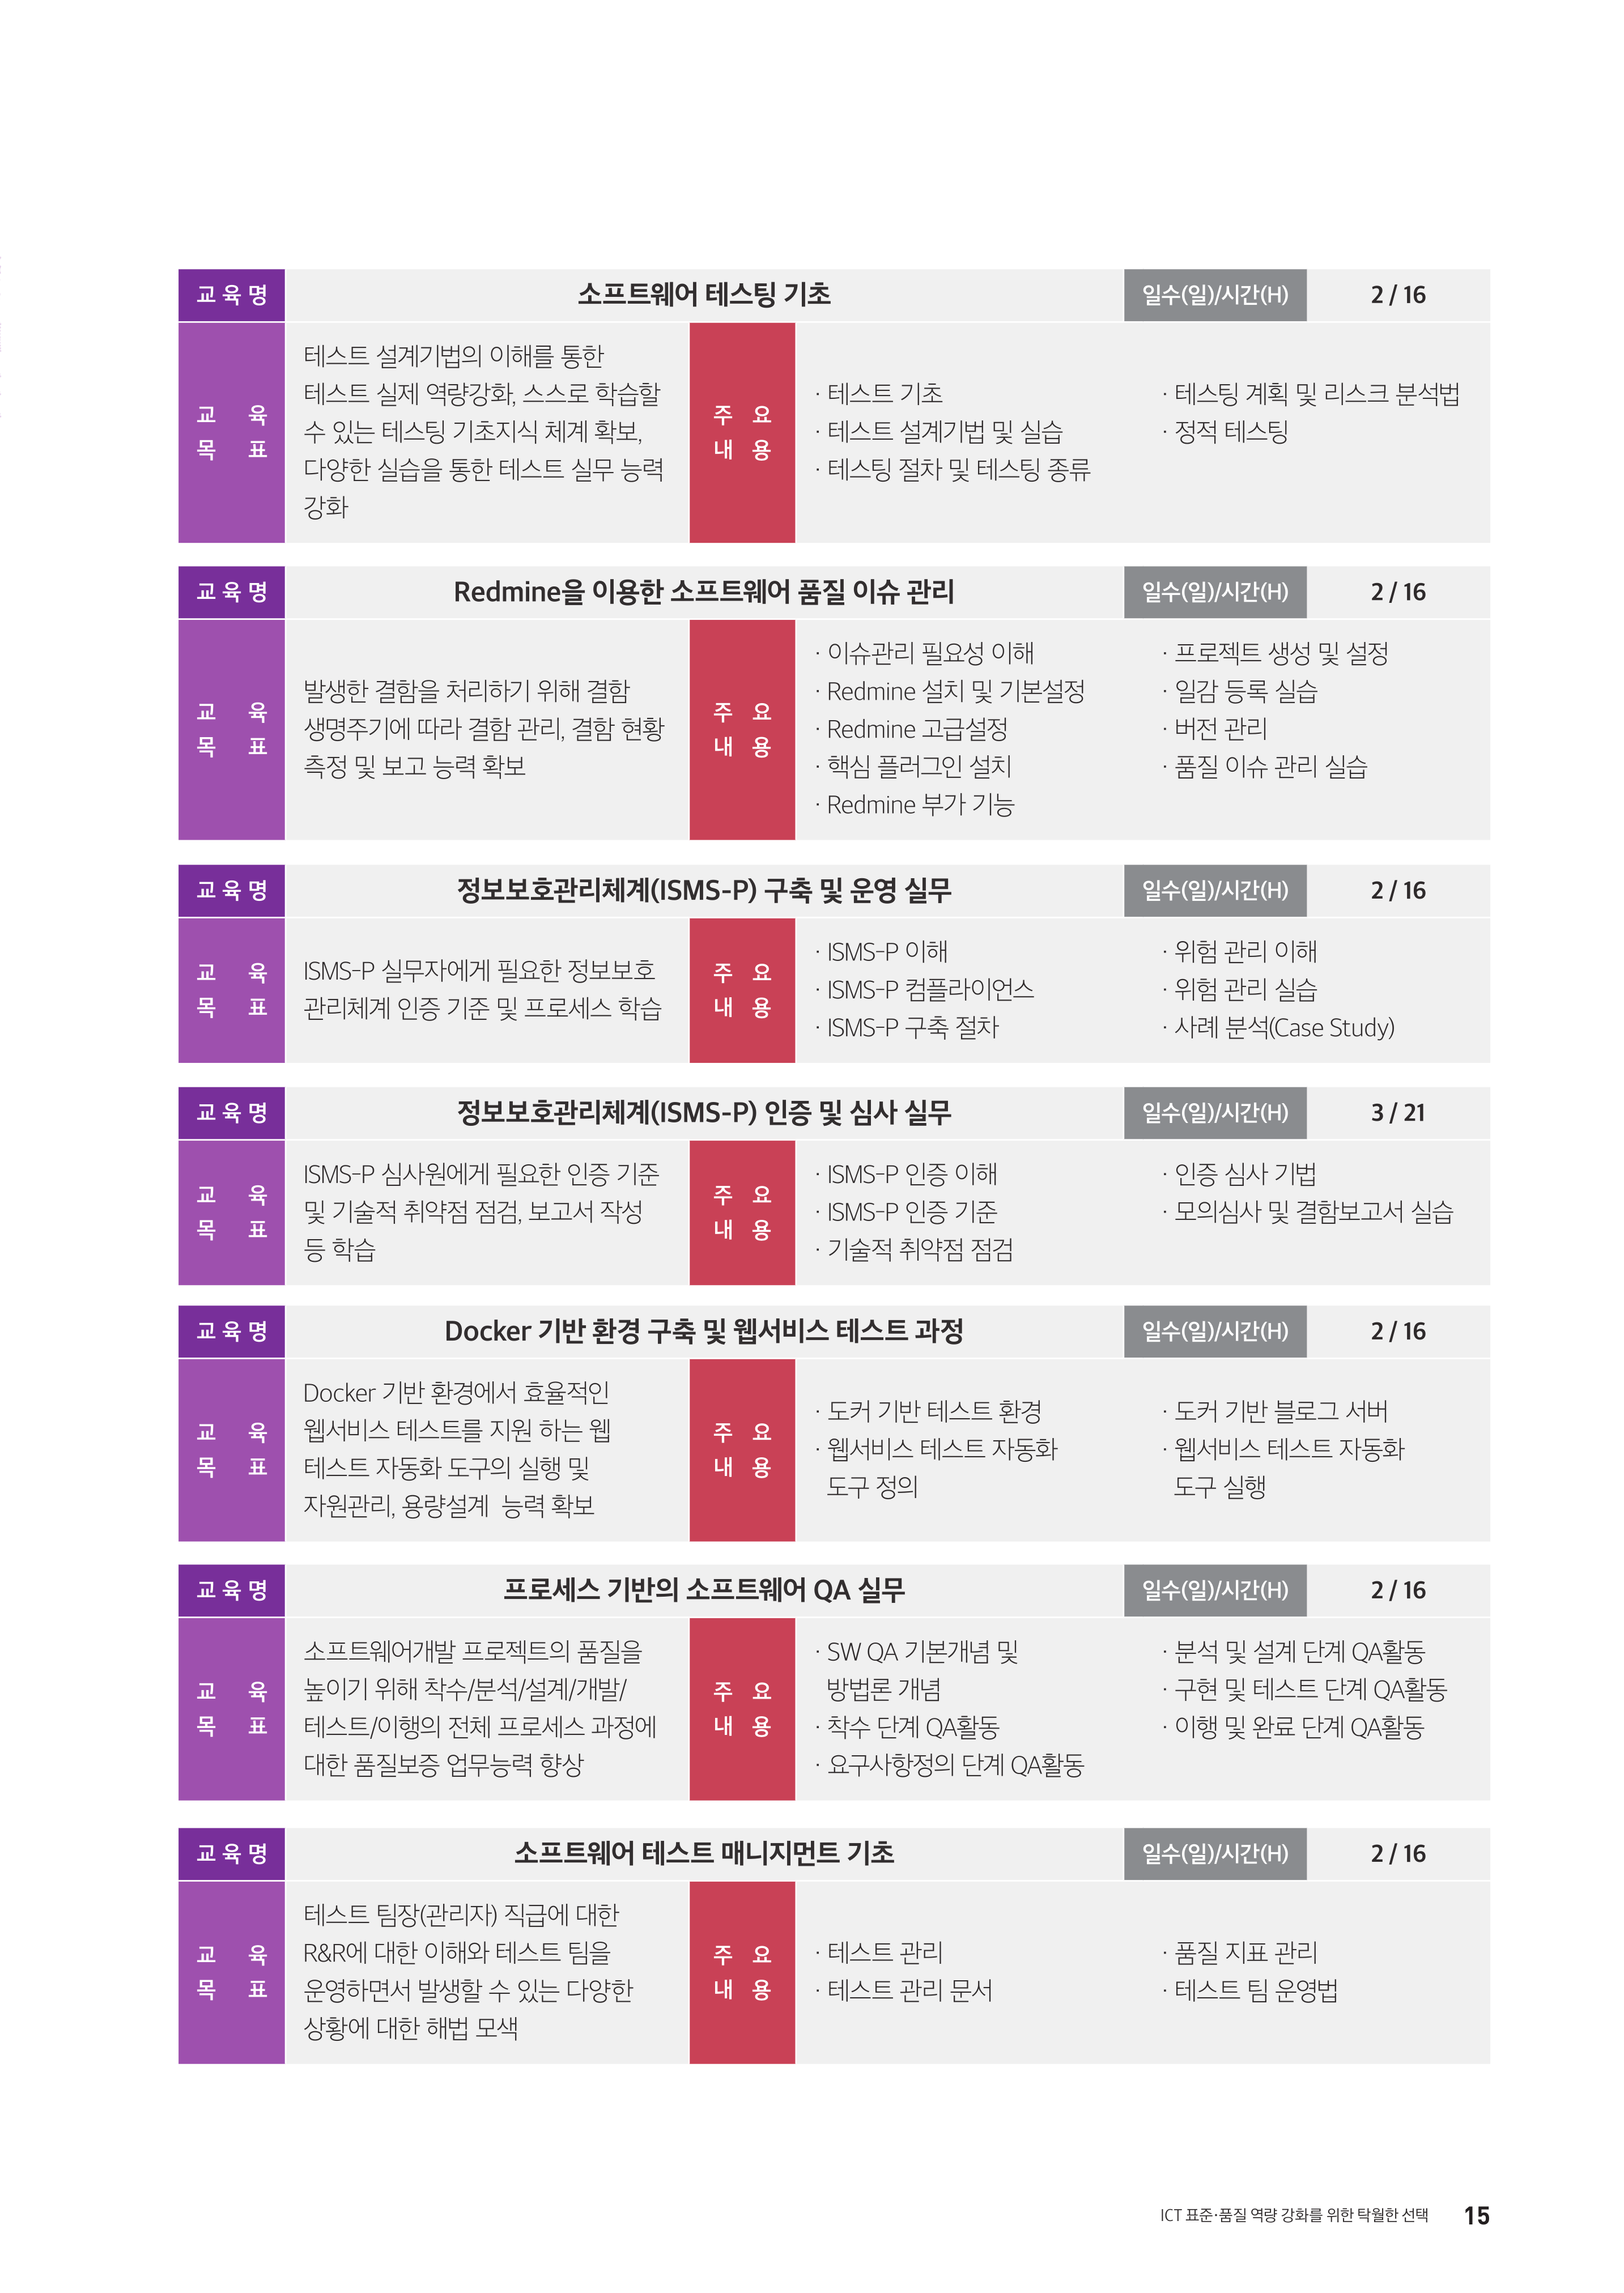 교육명 소프트웨어 테스팅 기초 일수(일)/시간(H) 2 / 16
교 육
목 표
테스트 설계기법의 이해를 통한
테스트 실제 역량강화, 스스로 학습할
수 있는 테스팅 기초지식 체계 확보,
다양한 실습을 통한 테스트 실무 능력
강화
주 요
내 용
· 테스트 기초
· 테스트 설계기법 및 실습
· 테스팅 절차 및 테스팅 종류
· 테스팅 계획 및 리스크 분석법
· 정적 테스팅
교육명 Redmine을 이용한 소프트웨어 품질 이슈 관리 일수(일)/시간(H) 2 / 16
교 육
목 표
발생한 결함을 처리하기 위해 결함
생명주기에 따라 결함 관리, 결함 현황
측정 및 보고 능력 확보
주 요
내 용
· 이슈관리 필요성 이해
· Redmine 설치 및 기본설정
· Redmine 고급설정
· 핵심 플러그인 설치
· Redmine 부가 기능
· 프로젝트 생성 및 설정
· 일감 등록 실습
· 버전 관리
· 품질 이슈 관리 실습
교육명 정보보호관리체계(ISMS-P) 구축 및 운영 실무 일수(일)/시간(H) 2 / 16
교 육
목 표
ISMS-P 실무자에게 필요한 정보보호
관리체계 인증 기준 및 프로세스 학습
주 요
내 용
· ISMS-P 이해
· ISMS-P 컴플라이언스
· ISMS-P 구축 절차
· 위험 관리 이해
· 위험 관리 실습
· 사례 분석(Case Study)
교육명 정보보호관리체계(ISMS-P) 인증 및 심사 실무 일수(일)/시간(H) 3 / 21
교 육
목 표
ISMS-P 심사원에게 필요한 인증 기준
및 기술적 취약점 점검, 보고서 작성
등 학습
주 요
내 용
· ISMS-P 인증 이해
· ISMS-P 인증 기준
· 기술적 취약점 점검
· 인증 심사 기법
· 모의심사 및 결함보고서 실습
교육명 Docker 기반 환경 구축 및 웹서비스 테스트 과정 일수(일)/시간(H) 2 / 16
교 육
목 표
Docker 기반 환경에서 효율적인
웹서비스 테스트를 지원 하는 웹
테스트 자동화 도구의 실행 및
자원관리, 용량설계 능력 확보
주 요
내 용
· 도커 기반 테스트 환경
· 웹서비스 테스트 자동화
도구 정의
· 도커 기반 블로그 서버
· 웹서비스 테스트 자동화
도구 실행
교육명 프로세스 기반의 소프트웨어 QA 실무 일수(일)/시간(H) 2 / 16
교 육
목 표
소프트웨어개발 프로젝트의 품질을
높이기 위해 착수/분석/설계/개발/
테스트/이행의 전체 프로세스 과정에
대한 품질보증 업무능력 향상
주 요
내 용
· SW QA 기본개념 및
방법론 개념
· 착수 단계 QA활동
· 요구사항정의 단계 QA활동
· 분석 및 설계 단계 QA활동
· 구현 및 테스트 단계 QA활동
· 이행 및 완료 단계 QA활동
교육명 소프트웨어 테스트 매니지먼트 기초 일수(일)/시간(H) 2 / 16
교 육
목 표
테스트 팀장(관리자) 직급에 대한
R&R에 대한 이해와 테스트 팀을
운영하면서 발생할 수 있는 다양한
상황에 대한 해법 모색
주 요
내 용
· 테스트 관리
· 테스트 관리 문서
· 품질 지표 관리
· 테스트 팀 운영법
ICT 표준·품질 역량 강화를 위한 탁월한 선택 15